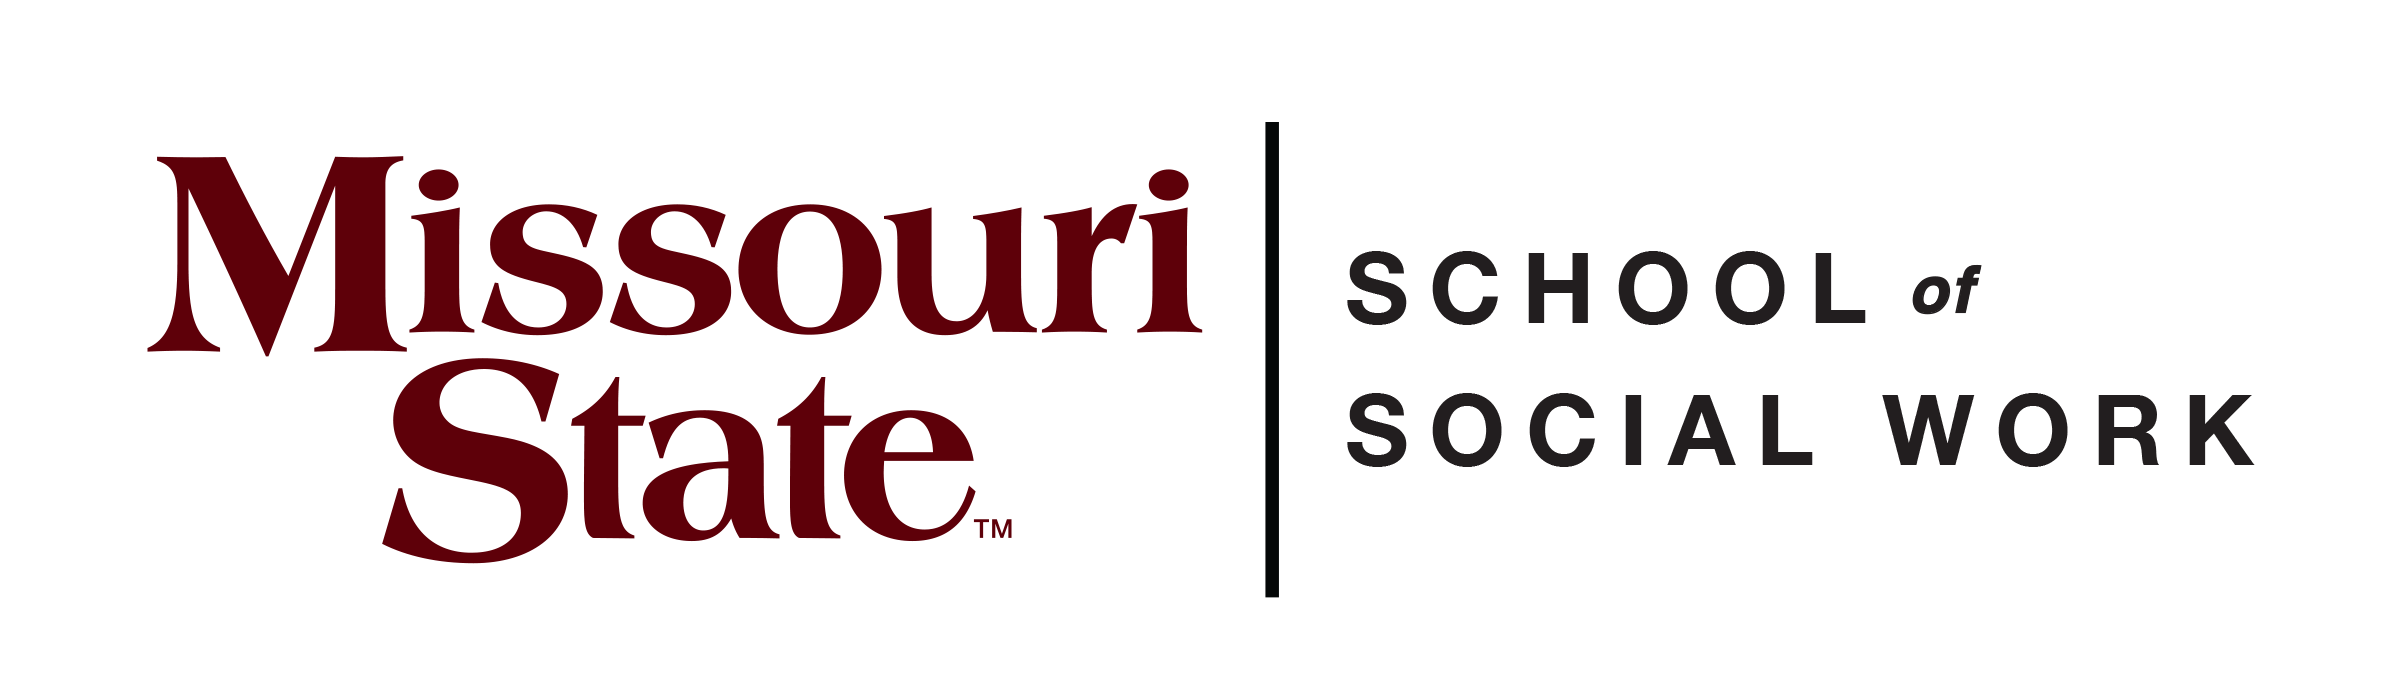 Missouri
State™
SCHOOL of
SOCIAL WORK